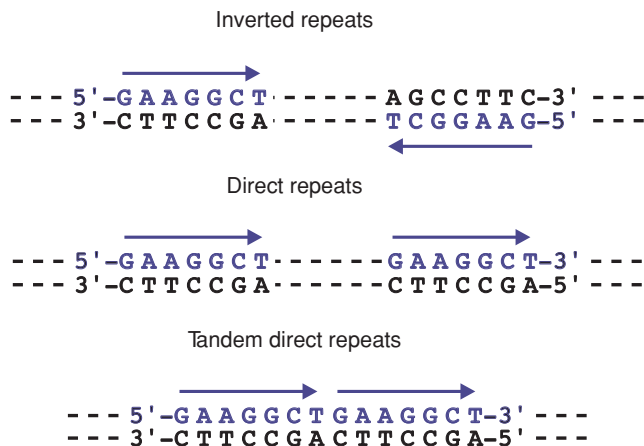 Inverted repeats
--- 5'-GAAGGCT------AGCCTTC-3' ---
--- 3'-CTTCCGA------TCGGAAG-5' ---
Direct repeats
--- 5'-GAAGGCT------GAAGGCT-3' ---
--- 3'-CTTCCGA------CTTCCGA-5' ---
Tandem direct repeats
--- 5'-GAAGGCTGAAGGCT-3' ---
--- 3'-CTTCCGACTTCCGA-5' ---